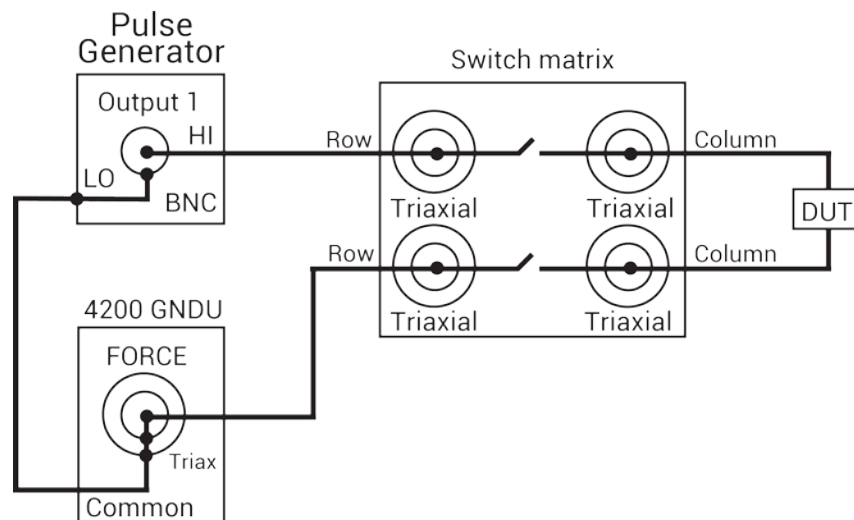 Pulse
Generator
Output 1
HI
LO
BNC
Switch matrix
Row
Column
Triaxial
Triaxial
DUT
Row
Column
Triaxial
Triaxial
4200 GNDU
FORCE
Triax
Common